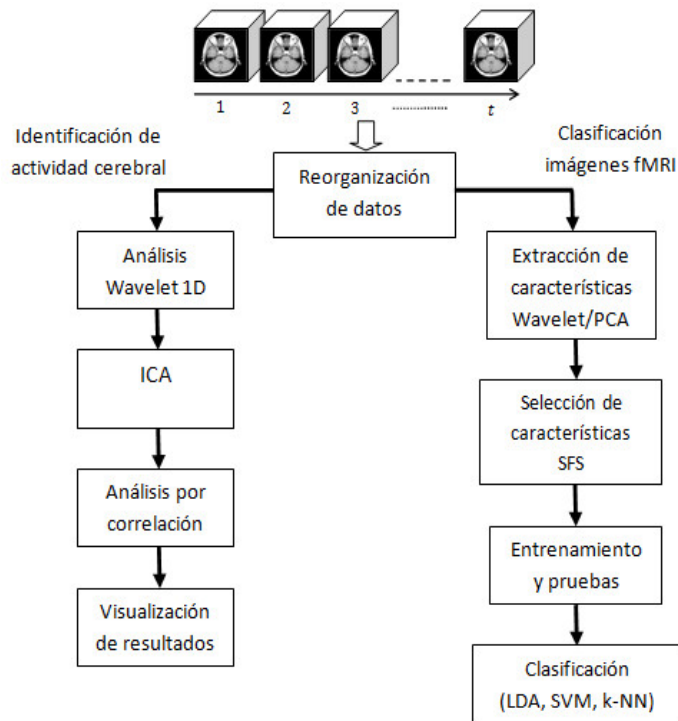 1 2 3 t
Identificación de
actividad cerebral
Clasificación
imágenes fMRI
Reorganización
de datos
Análisis
Wavelet 1D
ICA
Análisis por
correlación
Visualización
de resultados
Extracción de
características
Wavelet/PCA
Selección de
características
SFS
Entrenamiento
y pruebas
Clasificación
(LDA, SVM, k-NN)